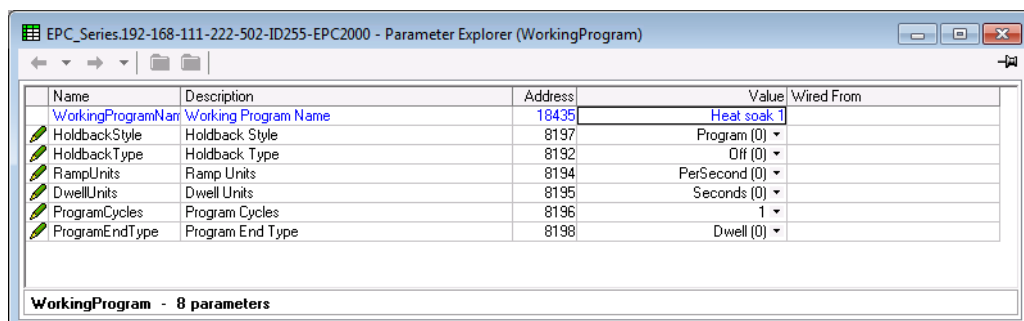 EPC_Series.192-168-111-222-502-ID255-EPC2000 - Parameter Explorer (WorkingProgram)
Name Description Address Value Wired From
WorkingProgramNam Working Program Name 18435 Heat soak 1
HoldbackStyle Holdback Style 8197 Program (0)
HoldbackType Holdback Type 8192 Off (0)
RampUnits Ramp Units 8194 PerSecond (0)
DwellUnits Dwell Units 8195 Seconds (0)
ProgramCycles Program Cycles 8196 1
ProgramEndType Program End Type 8198 Dwell (0)
WorkingProgram - 8 parameters